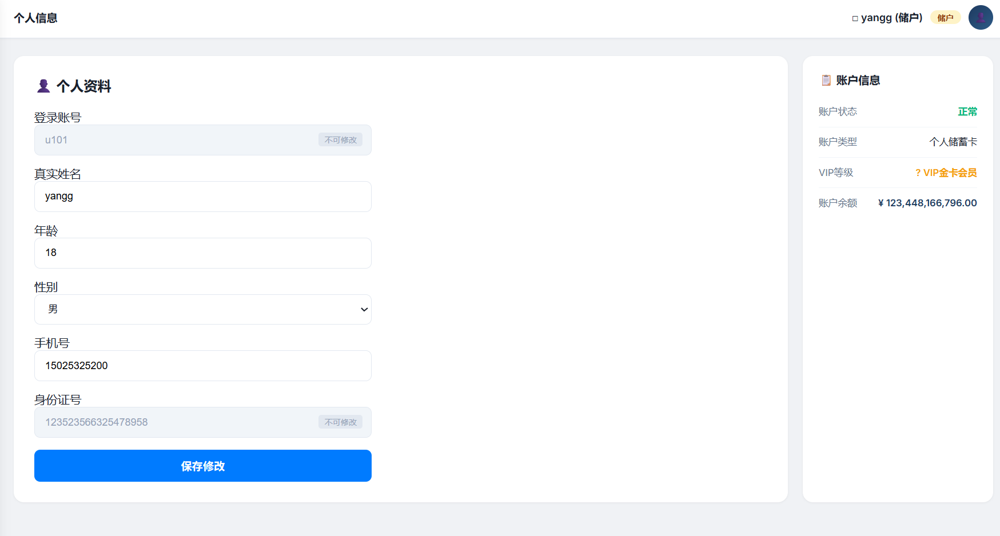 个人信息
□ yangg (储户) 储户
👤 个人资料
登录账号
u101 不可修改
真实姓名
yangg
年龄
18
性别
男
手机号
15025325200
身份证号
123523566325478958 不可修改
保存修改
📋 账户信息
账户状态 正常
账户类型 个人储蓄卡
VIP等级 ? VIP金卡会员
账户余额 ¥ 123,448,166,796.00